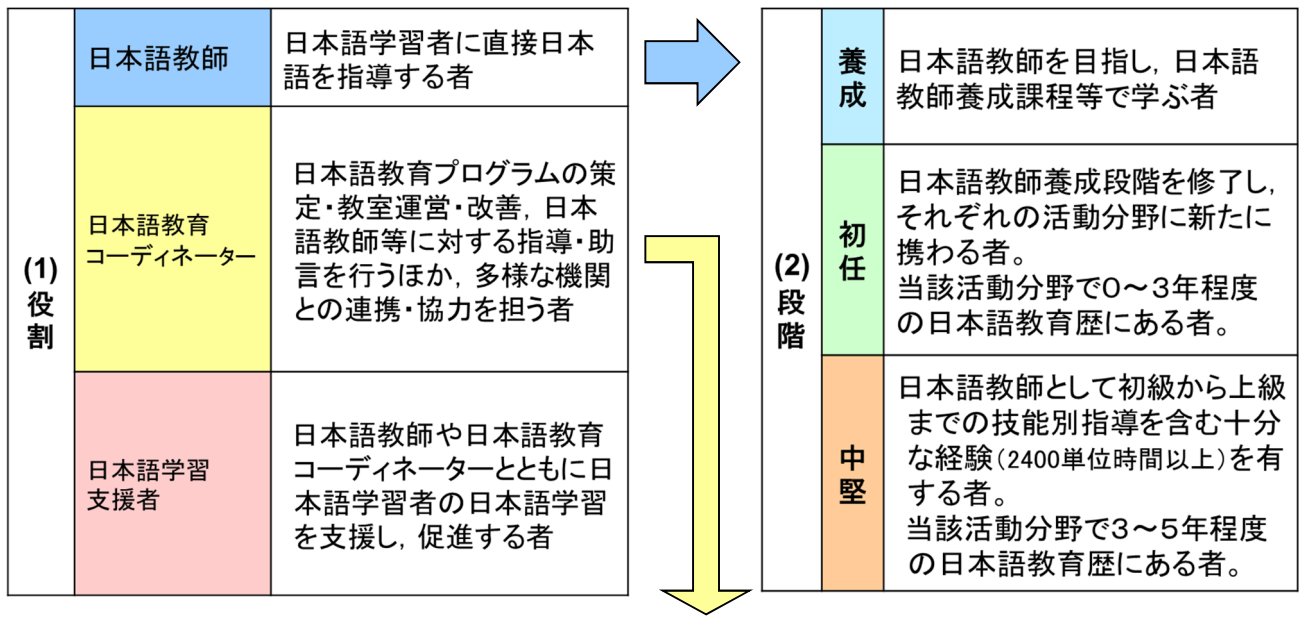 (1)
役
割
日本語教師
日本語学習者に直接日本
語を指導する者
日本語教育
コーディネーター
日本語教育プログラムの策
定・教室運営・改善，日本
語教師等に対する指導・助
言を行うほか，多様な機関
との連携・協力を担う者
日本語学習
支援者
日本語教師や日本語教育
コーディネーターとともに日
本語学習者の日本語学習
を支援し，促進する者
(2)
段
階
養
成
日本語教師を目指し，日本語
教師養成課程等で学ぶ者
初
任
日本語教師養成段階を修了し，
それぞれの活動分野に新たに
携わる者。
当該活動分野で０～３年程度
の日本語教育歴にある者。
中
堅
日本語教師として初級から上級
までの技能別指導を含む十分
な経験（2400単位時間以上）を有
する者。
当該活動分野で３～５年程度
の日本語教育歴にある者。